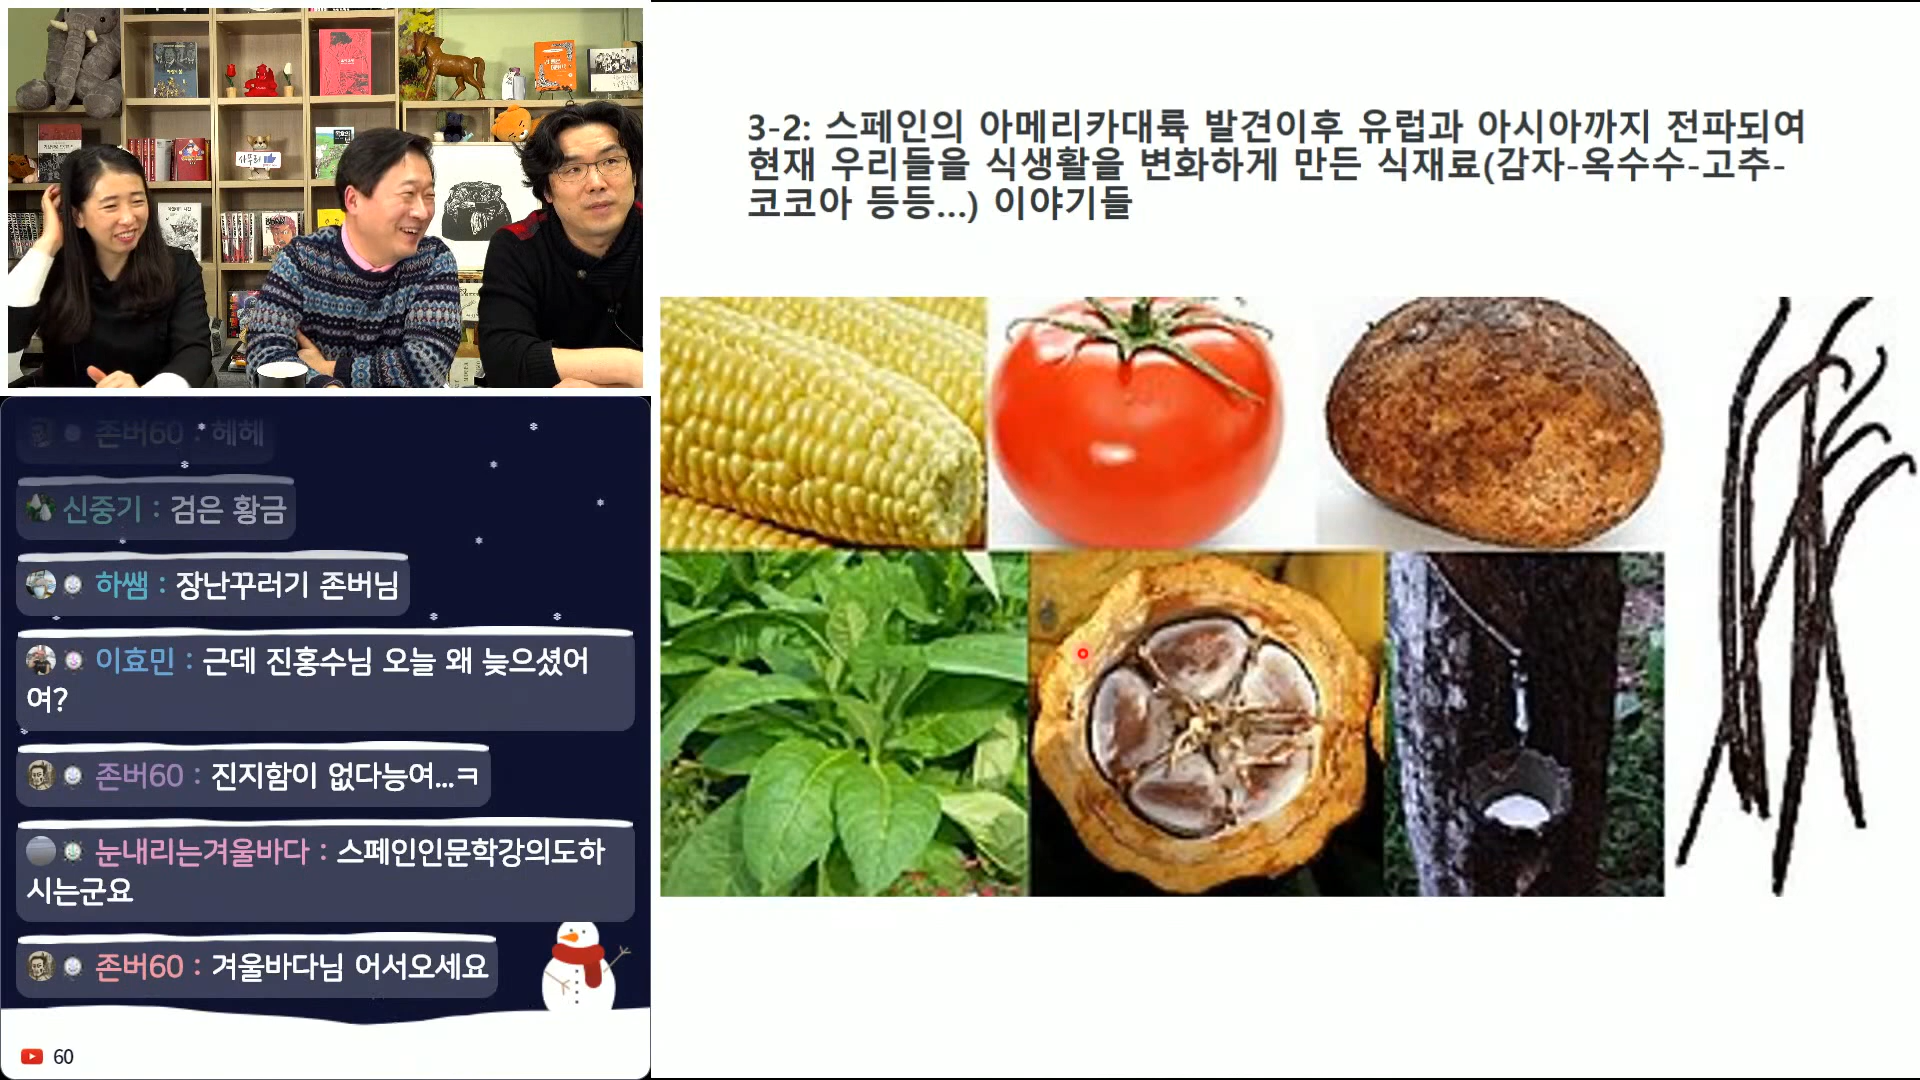 3-2: 스페인의 아메리카대륙 발견이후 유럽과 아시아까지 전파되여
현재 우리들을 식생활을 변화하게 만든 식재료(감자-옥수수-고추-
코코아 등등...) 이야기들
존버60 : 헤헤
신중기 : 검은 황금
하쌤 : 장난꾸러기 존버님
이효민 : 근데 진홍수님 오늘 왜 늦으셨어
여?
존버60 : 진지함이 없다능여...ㅋ
눈내리는겨울바다 : 스페인인문학강의도하
시는군요
존버60 : 겨울바다님 어서오세요
60